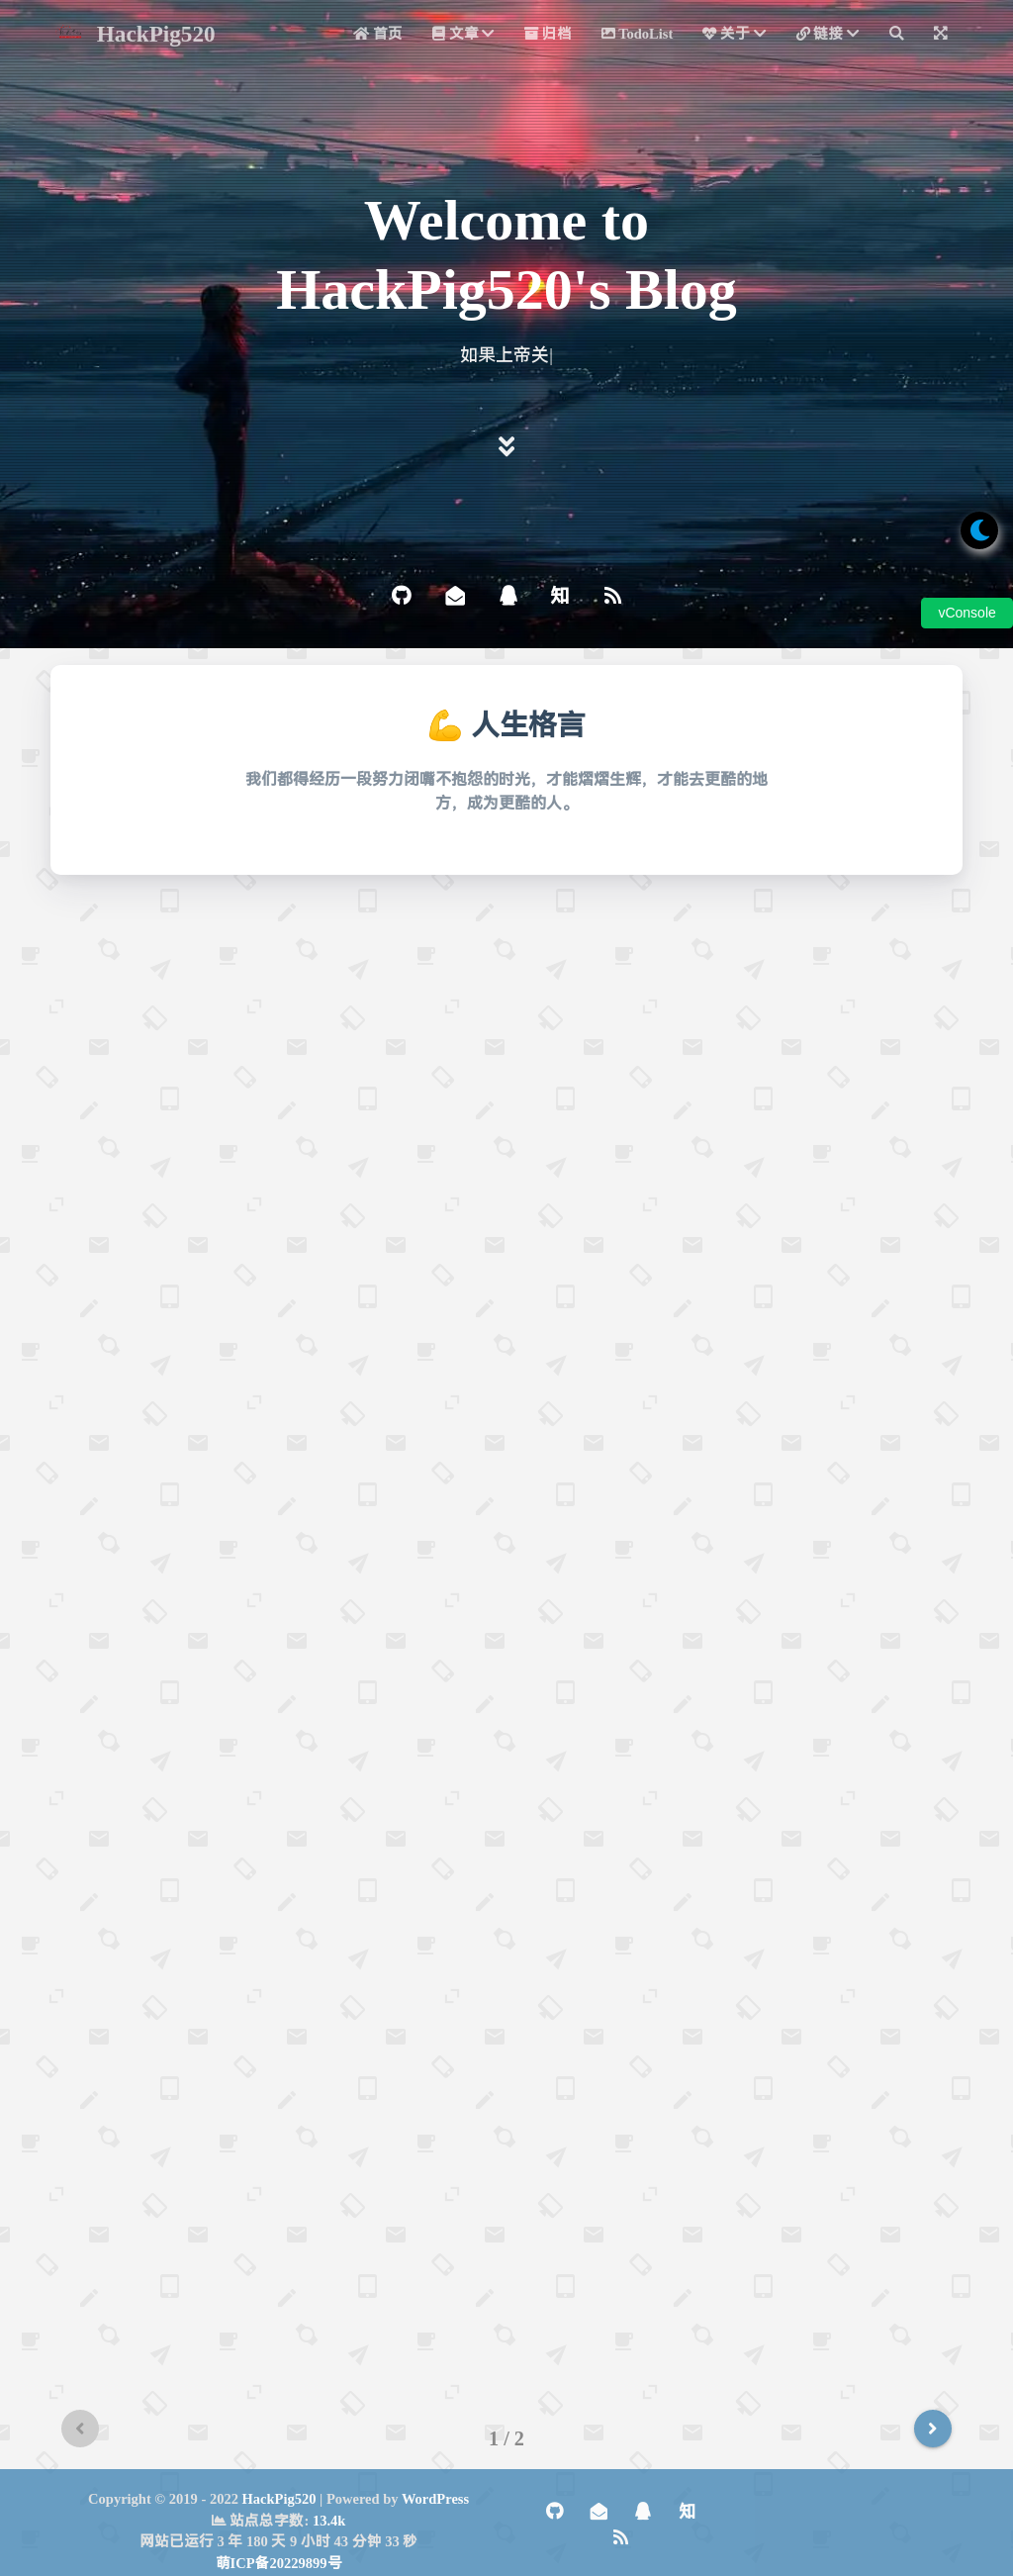 HackPig520
首页 文章 归档 TodoList 关于 链接
Welcome to
HackPig520's Blog
如果上帝关|
知
vConsole
💪 人生格言
我们都得经历一段努力闭嘴不抱怨的时光，才能熠熠生辉，才能去更酷的地
方，成为更酷的人。
1 / 2
Copyright © 2019 - 2022 HackPig520 | Powered by WordPress
站点总字数: 13.4k
网站已运行 3 年 180 天 9 小时 43 分钟 33 秒
萌ICP备20229899号
知